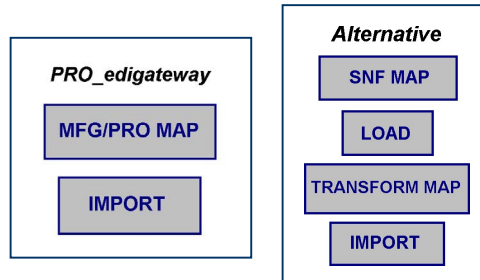 PRO_edigateway
MFG/PRO MAP
IMPORT
Alternative
SNF MAP
LOAD
TRANSFORM MAP
IMPORT